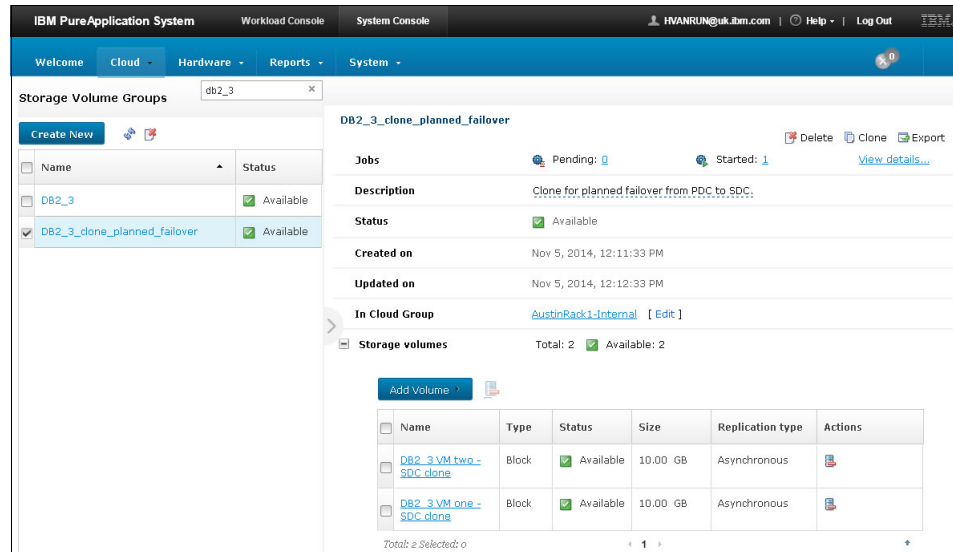 IBM PureApplication System Workload Console System Console HVANRUN@uk.ibm.com | Help | Log Out IBM
Welcome Cloud Hardware Reports System 0
Storage Volume Groups db2_3 ×
Create New
Name Status
DB2_3 Available
DB2_3_clone_planned_failover Available
DB2_3_clone_planned_failover
Delete Clone Export
Jobs Pending: 0 Started: 1 View details...
Description Clone for planned failover from PDC to SDC.
Status Available
Created on Nov 5, 2014, 12:11:33 PM
Updated on Nov 5, 2014, 12:12:33 PM
In Cloud Group AustinRack1-Internal [ Edit ]
Storage volumes Total: 2 Available: 2
Add Volume
Name Type Status Size Replication type Actions
DB2_3 VM two - SDC clone Block Available 10.00 GB Asynchronous
DB2_3 VM one - SDC clone Block Available 10.00 GB Asynchronous
Total: 2 Selected: 0 1